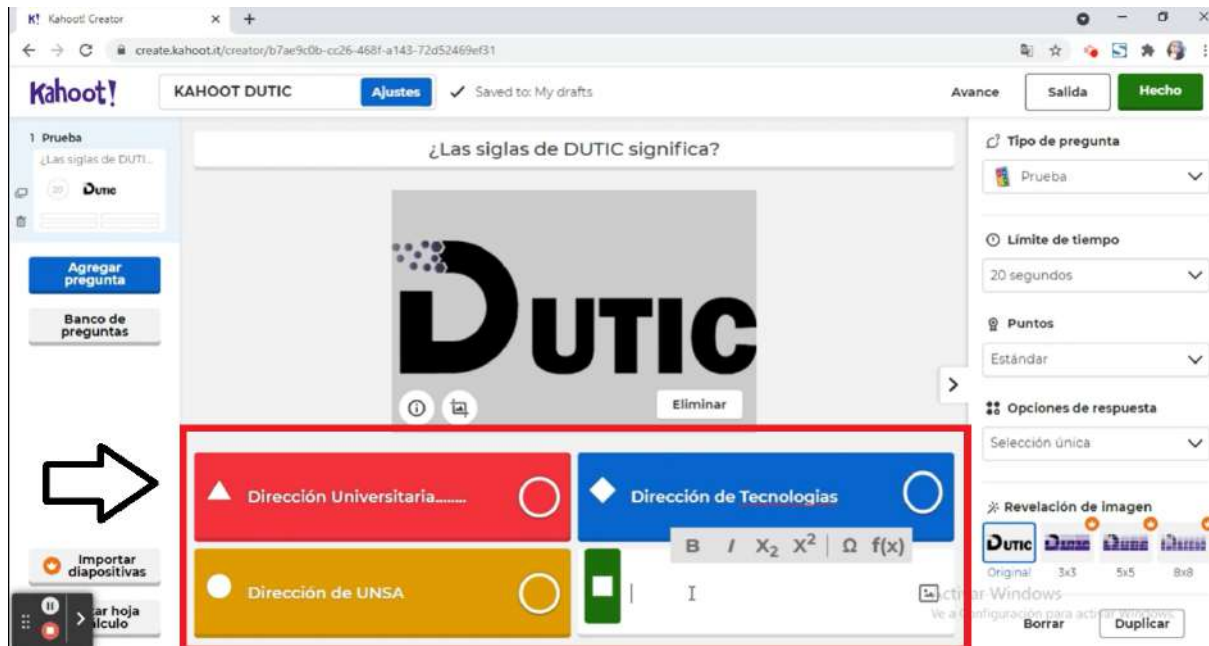 K! Kahoot! Creator
create.kahoot.it/creator/b7ae9c0b-cc26-468f-a143-72d52469ef31
Kahoot!
KAHOOT DUTIC
Ajustes
Saved to: My drafts
Avance
Salida
Hecho
1 Prueba
¿Las siglas de DUTI...
20
DUTIC
Agregar
pregunta
Banco de
preguntas
Importar
diapositivas
tar hoja
álculo
¿Las siglas de DUTIC significa?
DUTIC
Eliminar
Dirección Universitaria........
Dirección de Tecnologias
Dirección de UNSA
B I X₂ X² Ω f(x)
Tipo de pregunta
Prueba
Límite de tiempo
20 segundos
Puntos
Estándar
Opciones de respuesta
Selección única
Revelación de imagen
DUTIC
Original 3x3 5x5 8x8
Activar Windows
Ve a Configuración para activar Windows.
Borrar
Duplicar